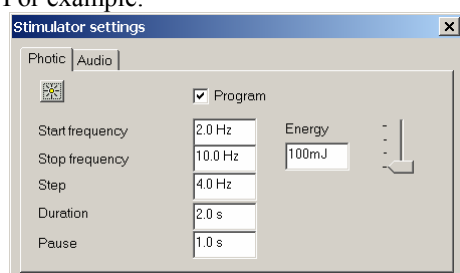 For example:
Stimulator settings
Photic Audio
Program
Start frequency 2.0 Hz Energy
Stop frequency 10.0 Hz 100mJ
Step 4.0 Hz
Duration 2.0 s
Pause 1.0 s